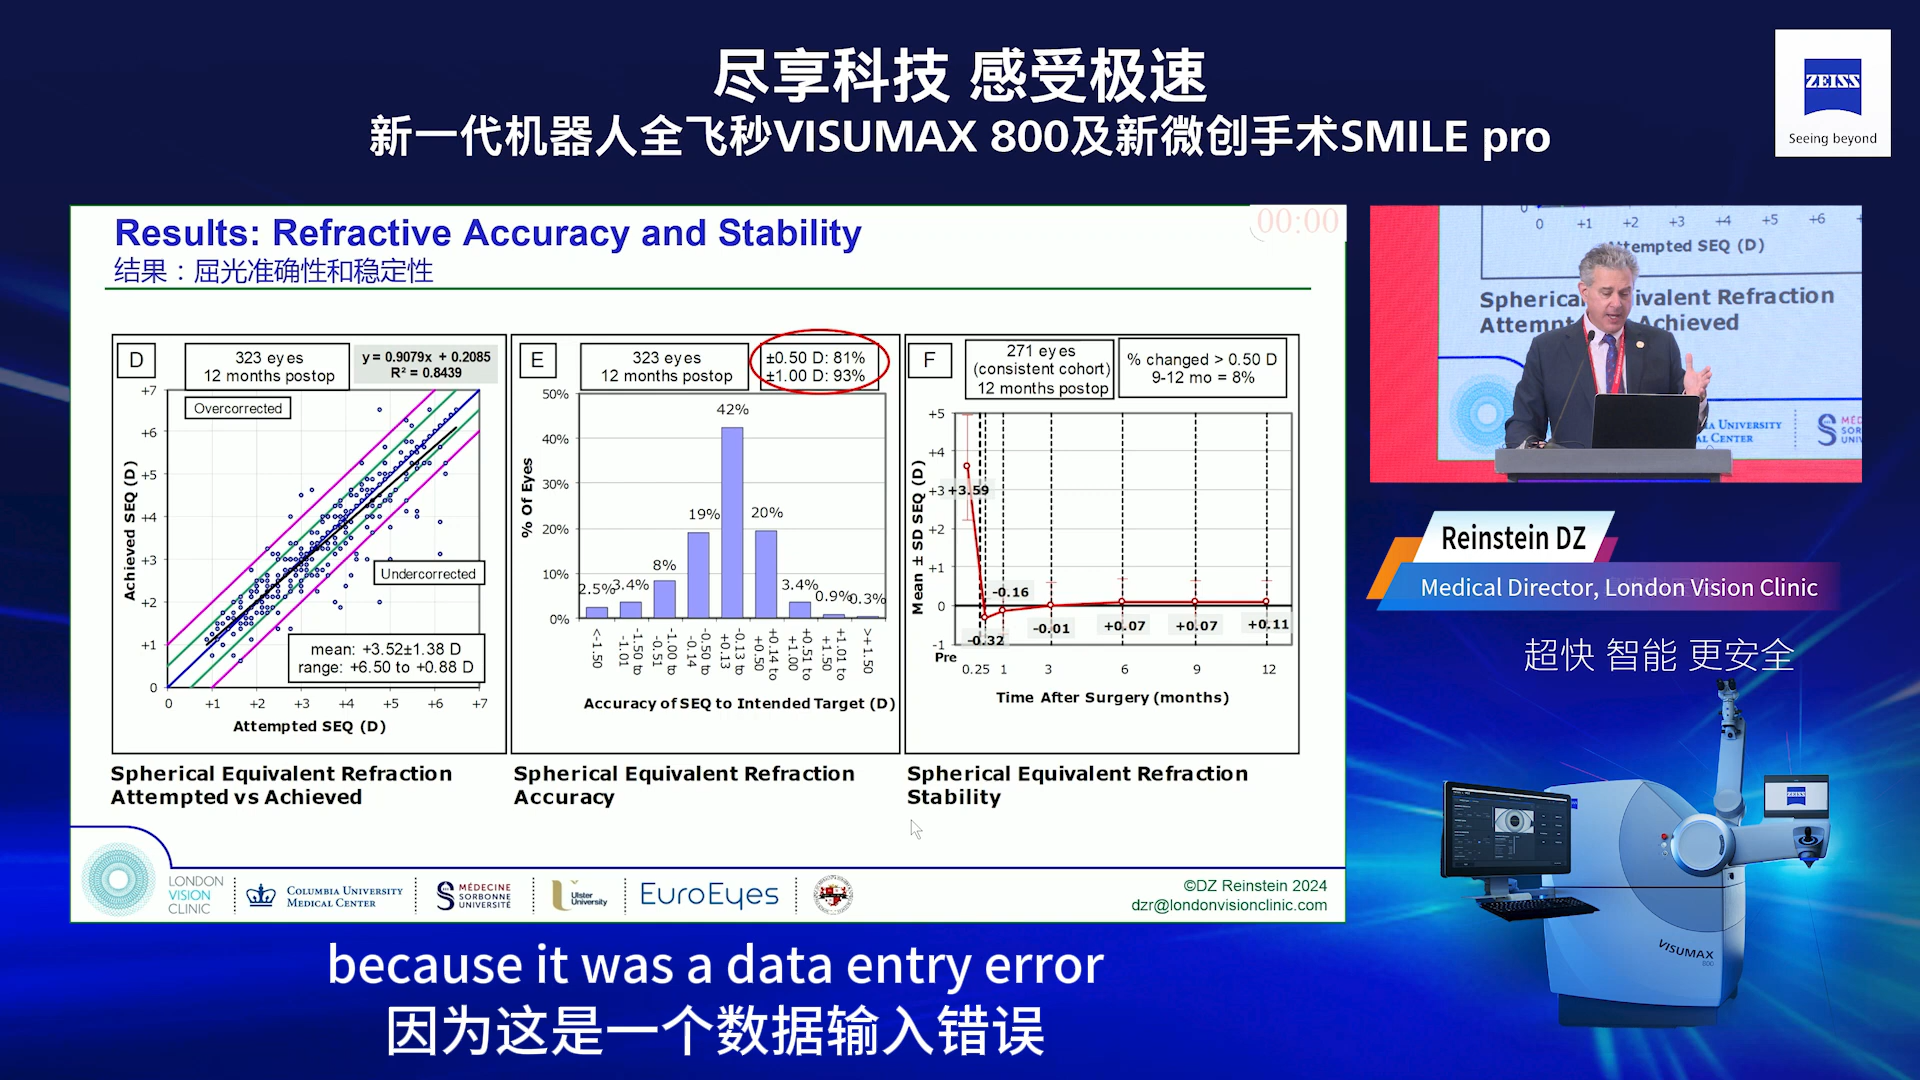 尽享科技 感受极速
新一代机器人全飞秒VISUMAX 800及新微创手术SMILE pro
ZEISS
Seeing beyond
Results: Refractive Accuracy and Stability
结果：屈光准确性和稳定性
00:00
D
323 eyes
12 months postop
y = 0.9079x + 0.2085
R² = 0.8439
Overcorrected
Undercorrected
mean: +3.52±1.38 D
range: +6.50 to +0.88 D
Achieved SEQ (D)
+7
+6
+5
+4
+3
+2
+1
0
0 +1 +2 +3 +4 +5 +6 +7
Attempted SEQ (D)
Spherical Equivalent Refraction
Attempted vs Achieved
E
323 eyes
12 months postop
±0.50 D: 81%
±1.00 D: 93%
% Of Eyes
50%
40%
30%
20%
10%
0%
2.5% 3.4% 8% 19% 42% 20% 3.4% 0.9% 0.3%
<-1.50
-1.50 to -1.01
-1.00 to -0.51
-0.50 to -0.14
-0.13 to +0.13
+0.14 to +0.50
+0.51 to +1.00
+1.01 to +1.50
>+1.50
Accuracy of SEQ to Intended Target (D)
Spherical Equivalent Refraction
Accuracy
F
271 eyes
(consistent cohort)
12 months postop
% changed > 0.50 D
9-12 mo = 8%
Mean ± SD SEQ (D)
+5
+4
+3
+2
+1
0
-1
+3.59
-0.32
-0.16
-0.01
+0.07
+0.07
+0.11
Pre 0.25 1 3 6 9 12
Time After Surgery (months)
Spherical Equivalent Refraction
Stability
LONDON
VISION
CLINIC
COLUMBIA UNIVERSITY
MEDICAL CENTER
MÉDECINE
SORBONNE
UNIVERSITÉ
Ulster
University
EuroEyes
©DZ Reinstein 2024
dzr@londonvisionclinic.com
0 +1 +2 +3 +4 +5 +6
Attempted SEQ (D)
Spherical Equivalent Refraction
Attempt Achieved
UNIVERSITY
CENTER
MÉD
SOR
UNIV
Reinstein DZ
Medical Director, London Vision Clinic
超快 智能 更安全
ZEISS
VISUMAX
800
because it was a data entry error
因为这是一个数据输入错误